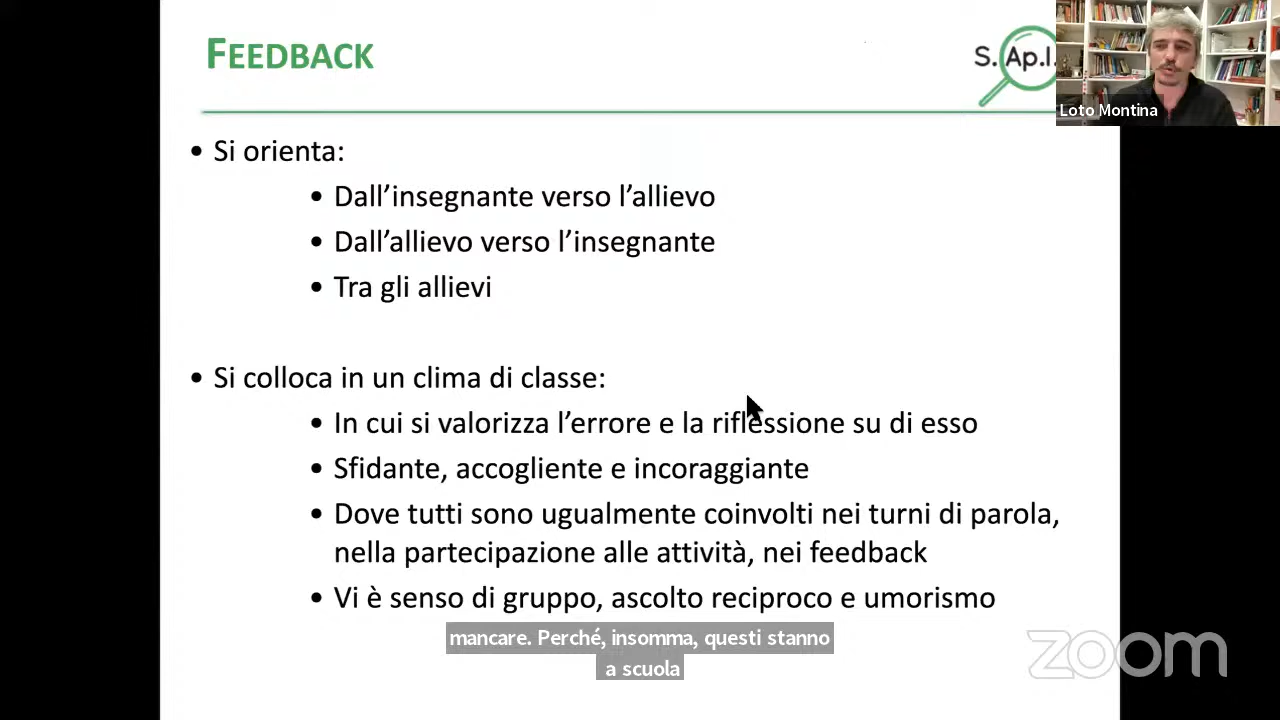 FEEDBACK
S. Ap.I.
Loto Montina
• Si orienta:
• Dall’insegnante verso l’allievo
• Dall’allievo verso l’insegnante
• Tra gli allievi
• Si colloca in un clima di classe:
• In cui si valorizza l’errore e la riflessione su di esso
• Sfidante, accogliente e incoraggiante
• Dove tutti sono ugualmente coinvolti nei turni di parola,
nella partecipazione alle attività, nei feedback
• Vi è senso di gruppo, ascolto reciproco e umorismo
mancare. Perché, insomma, questi stanno
a scuola
zoom